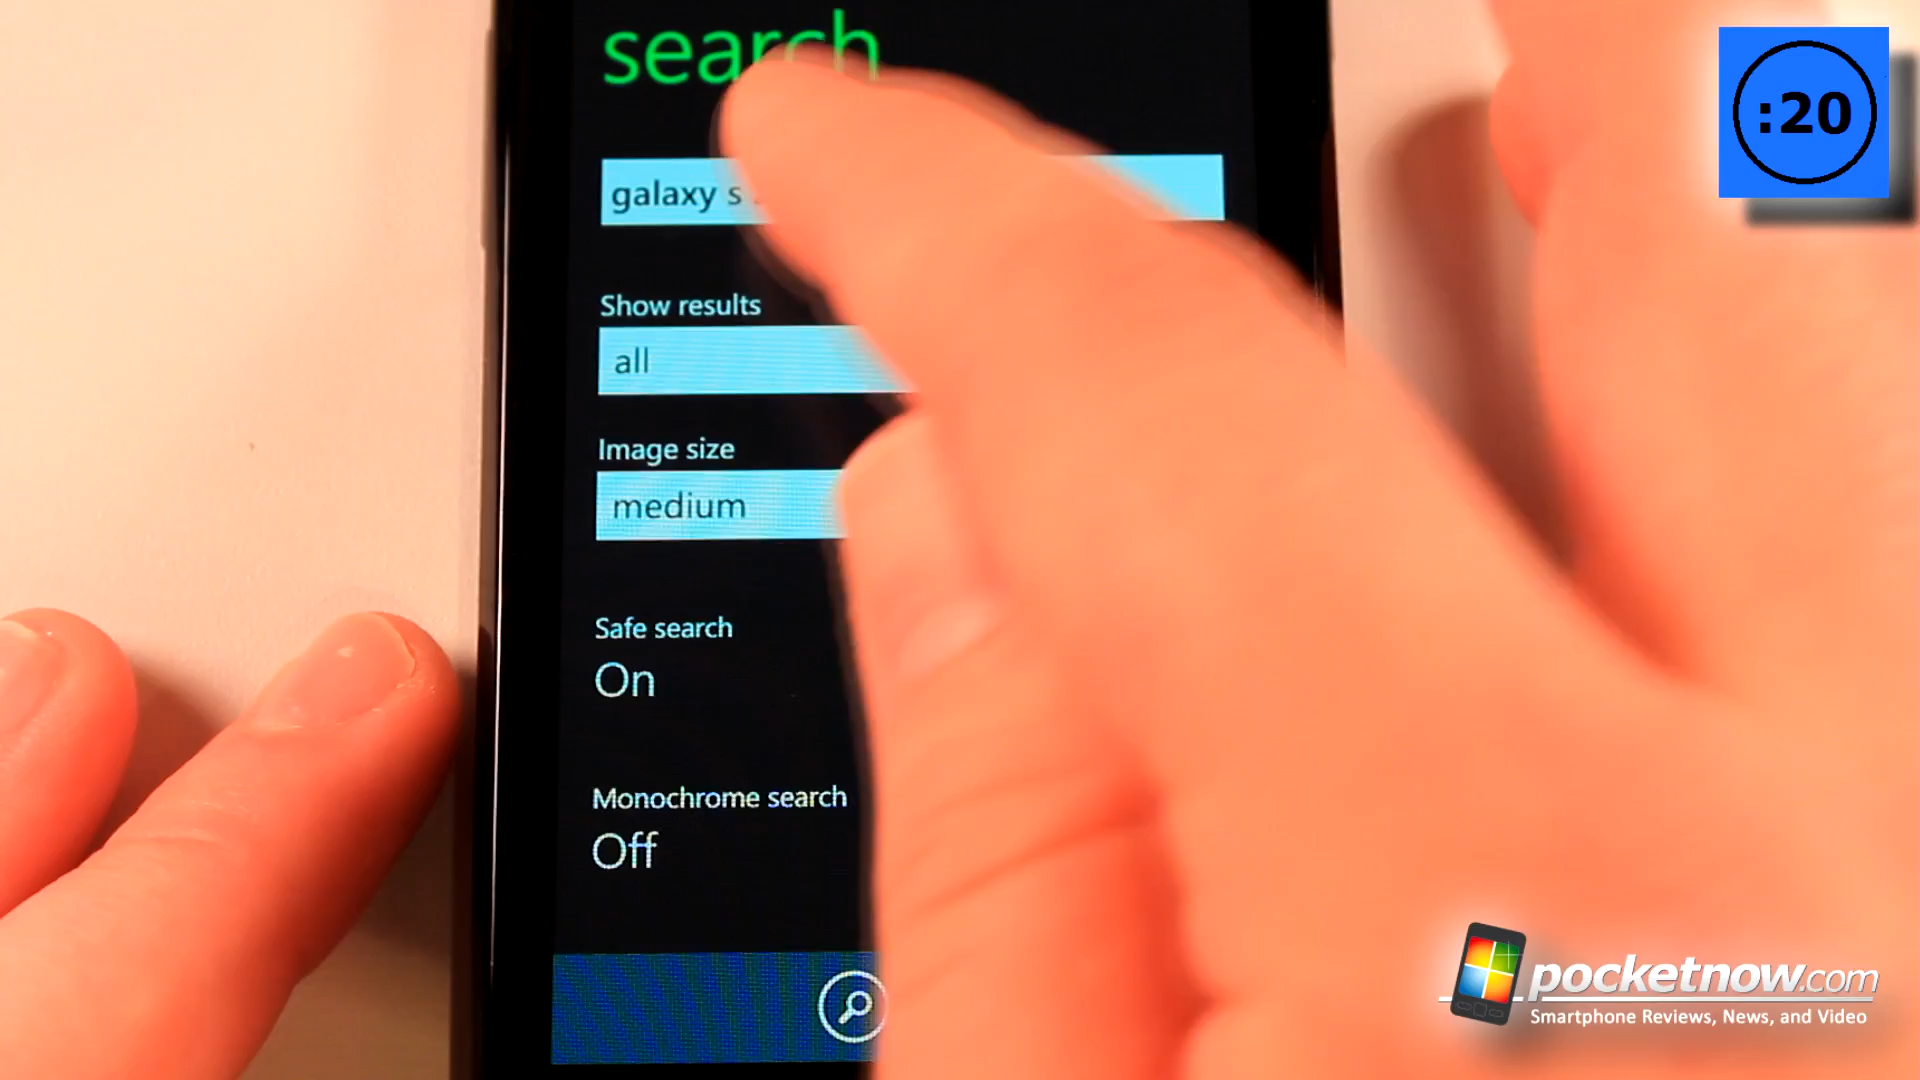 search
:20
galaxy s
Show results
all
Image size
medium
Safe search
On
Monochrome search
Off
pocketnow.com
Smartphone Reviews, News, and Video